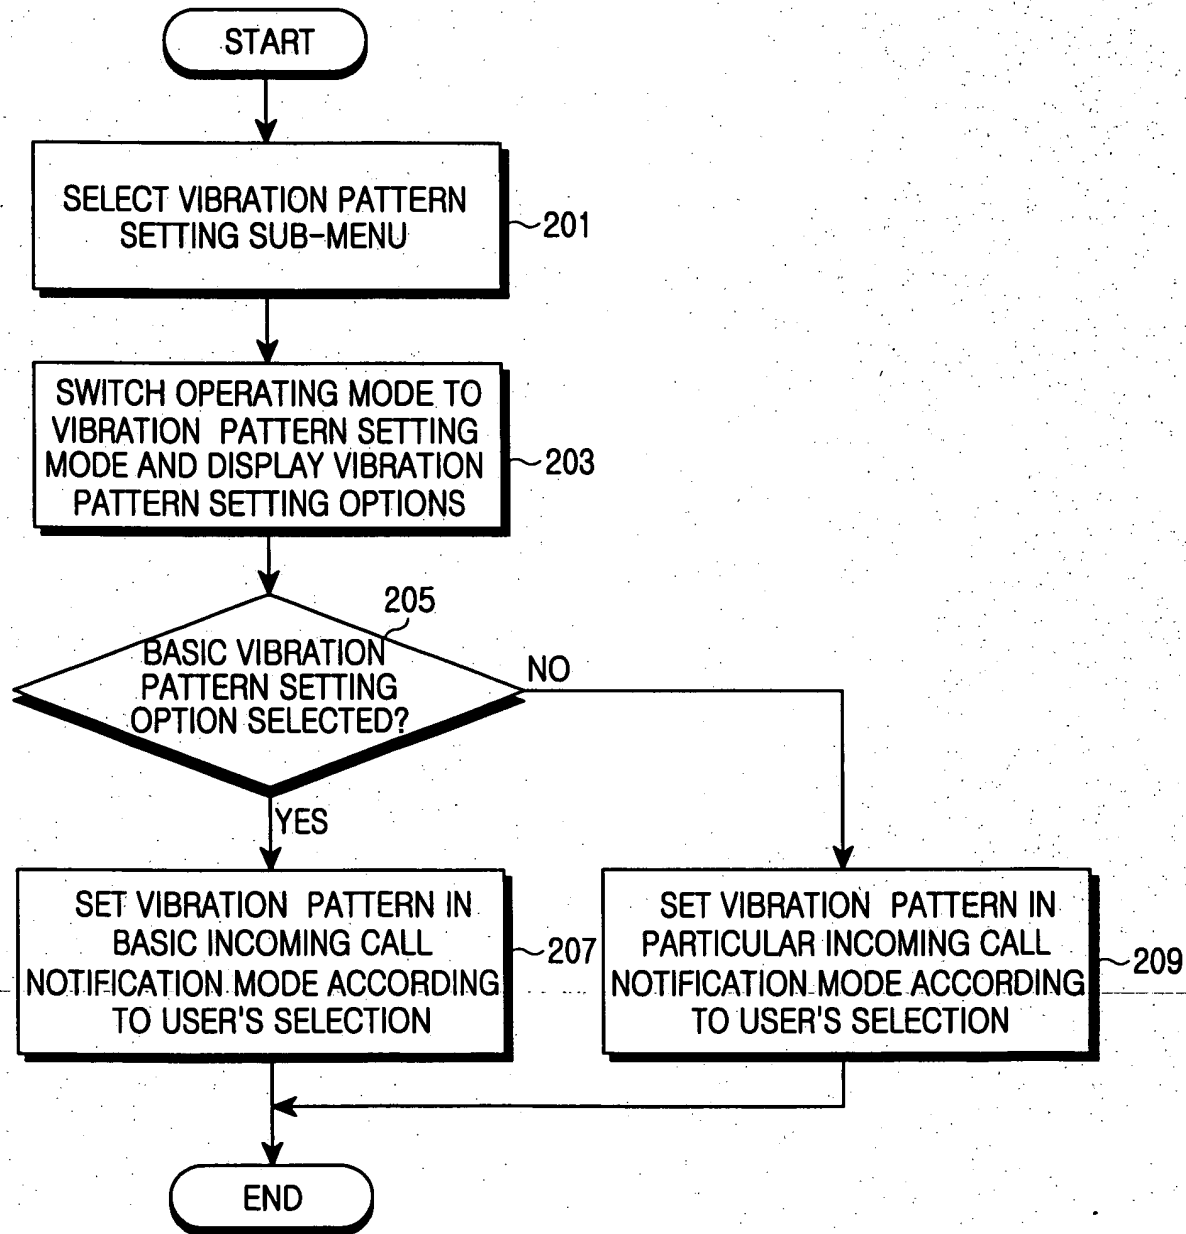 START
SELECT VIBRATION PATTERN
SETTING SUB-MENU
201
SWITCH OPERATING MODE TO
VIBRATION PATTERN SETTING
MODE AND DISPLAY VIBRATION
PATTERN SETTING OPTIONS
203
205
BASIC VIBRATION
PATTERN SETTING
OPTION SELECTED?
NO
YES
SET VIBRATION PATTERN IN
BASIC INCOMING CALL
NOTIFICATION MODE ACCORDING
TO USER'S SELECTION
207
SET VIBRATION PATTERN IN
PARTICULAR INCOMING CALL
NOTIFICATION MODE ACCORDING
TO USER'S SELECTION
209
END